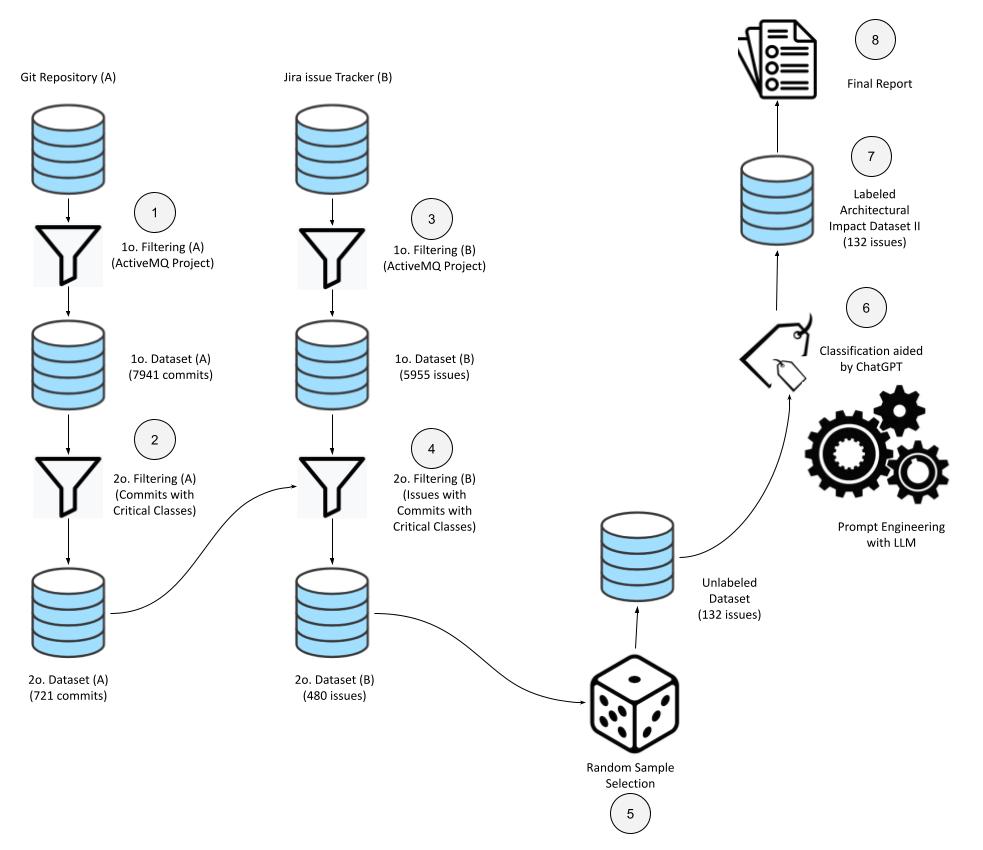 Git Repository (A)
1
1o. Filtering (A)
(ActiveMQ Project)
1o. Dataset (A)
(7941 commits)
2
2o. Filtering (A)
(Commits with
Critical Classes)
2o. Dataset (A)
(721 commits)
Jira issue Tracker (B)
3
1o. Filtering (B)
(ActiveMQ Project)
1o. Dataset (B)
(5955 issues)
4
2o. Filtering (B)
(Issues with
Commits with
Critical Classes)
2o. Dataset (B)
(480 issues)
Random Sample
Selection
5
Unlabeled
Dataset
(132 issues)
6
Classification aided
by ChatGPT
Prompt Engineering
with LLM
7
Labeled
Architectural
Impact Dataset II
(132 issues)
8
Final Report